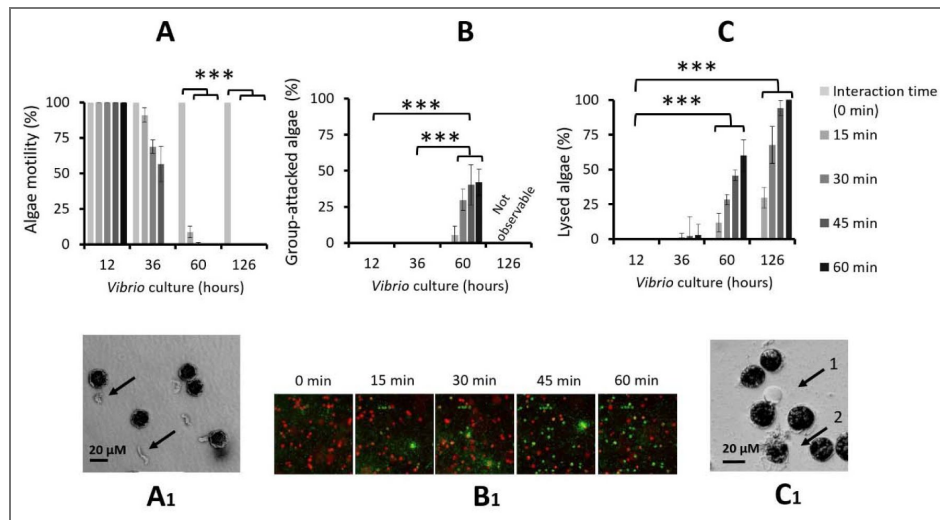 A
B
C
Algae motility (%)
100
75
50
25
0
***
12 36 60 126
Vibrio culture (hours)
Group-attacked algae (%)
100
75
50
25
0
***
***
Not
observable
12 36 60 126
Vibrio culture (hours)
Lysed algae (%)
100
75
50
25
0
***
***
12 36 60 126
Vibrio culture (hours)
Interaction time
(0 min)
15 min
30 min
45 min
60 min
20 µM
A1
0 min 15 min 30 min 45 min 60 min
B1
1
2
20 µM
C1